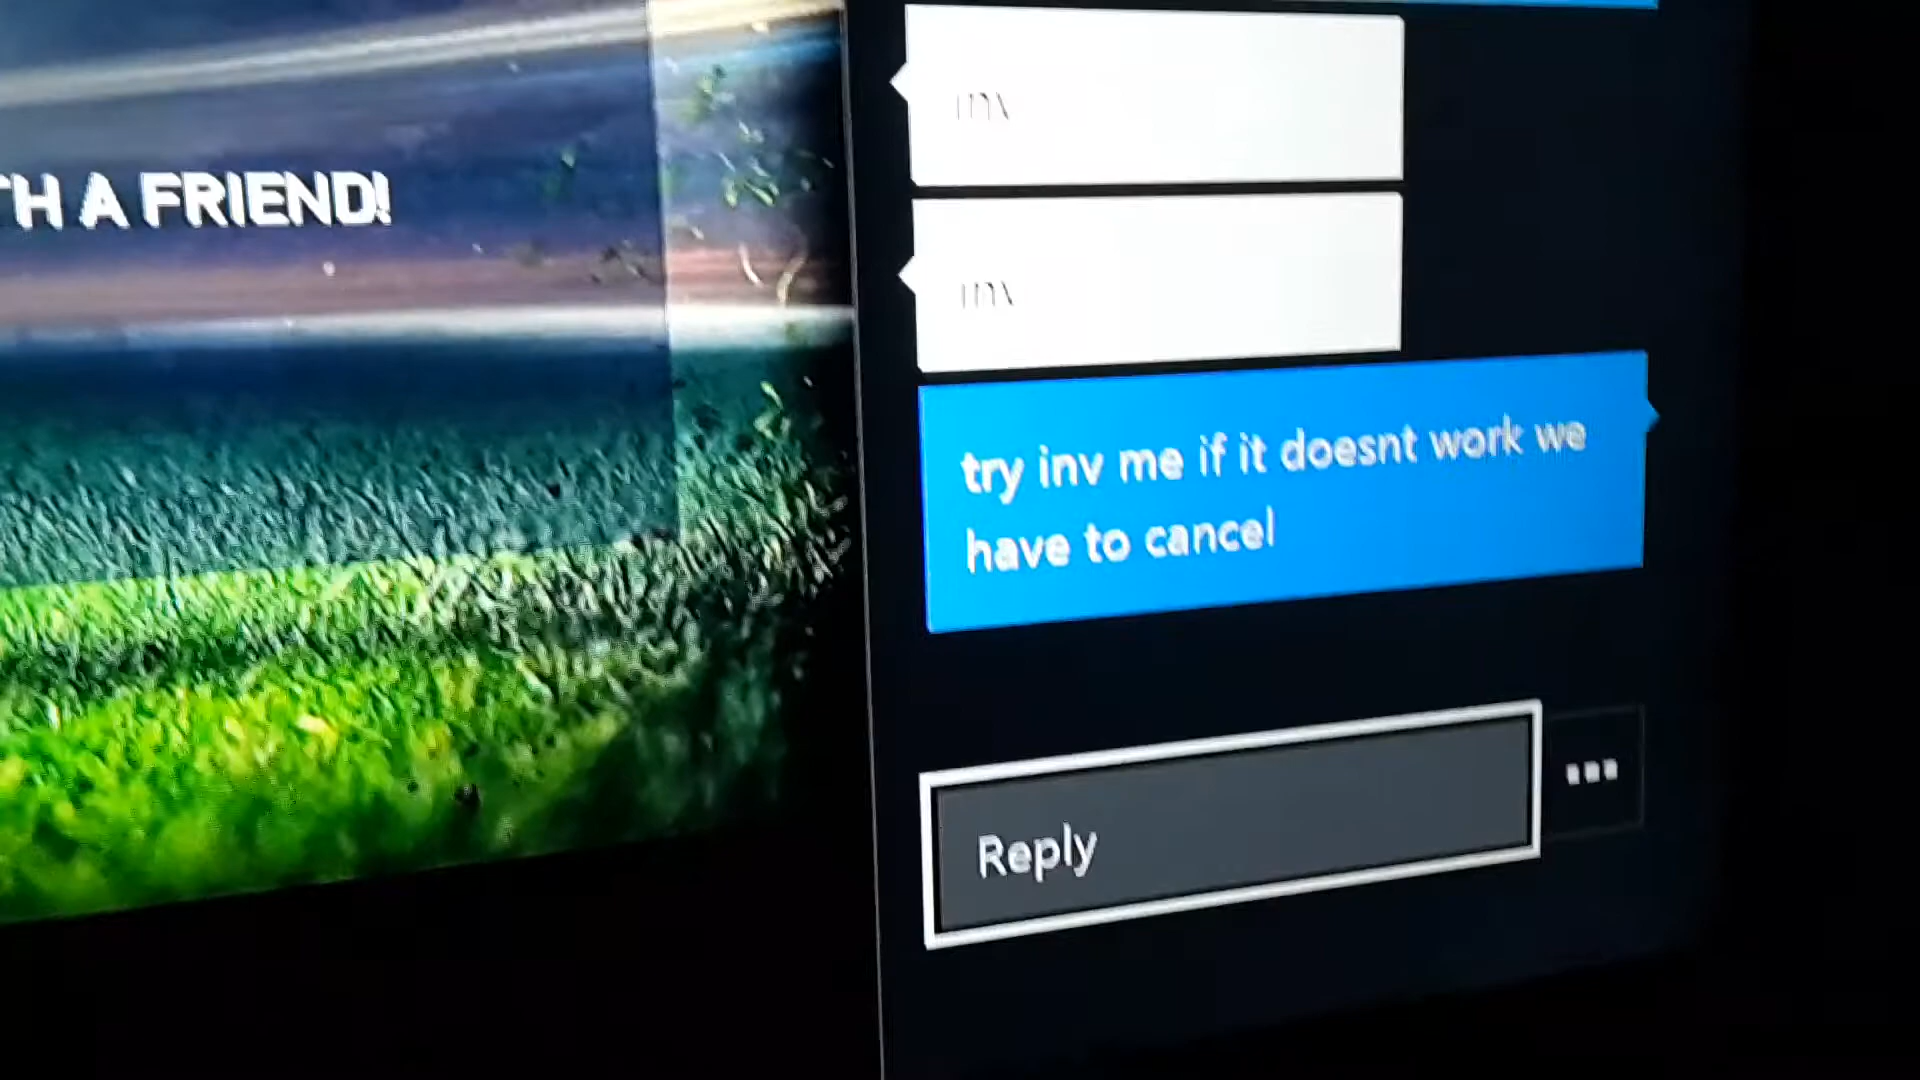 TH A FRIEND!
inv
inv
try inv me if it doesnt work we
have to cancel
Reply